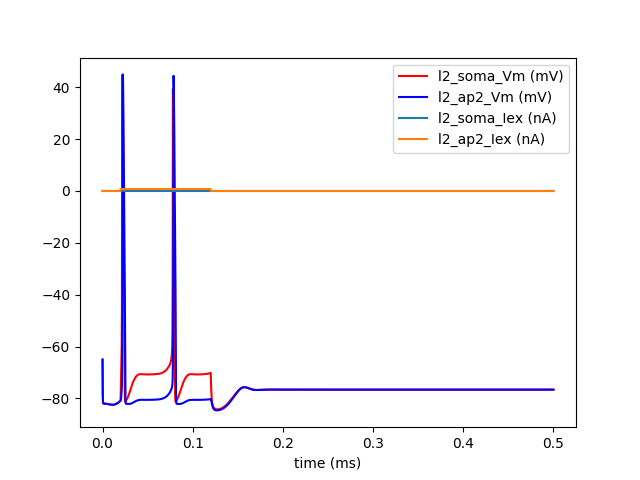 40
20
0
−20
−40
−60
−80
0.0 0.1 0.2 0.3 0.4 0.5
time (ms)
l2_soma_Vm (mV)
l2_ap2_Vm (mV)
l2_soma_Iex (nA)
l2_ap2_Iex (nA)